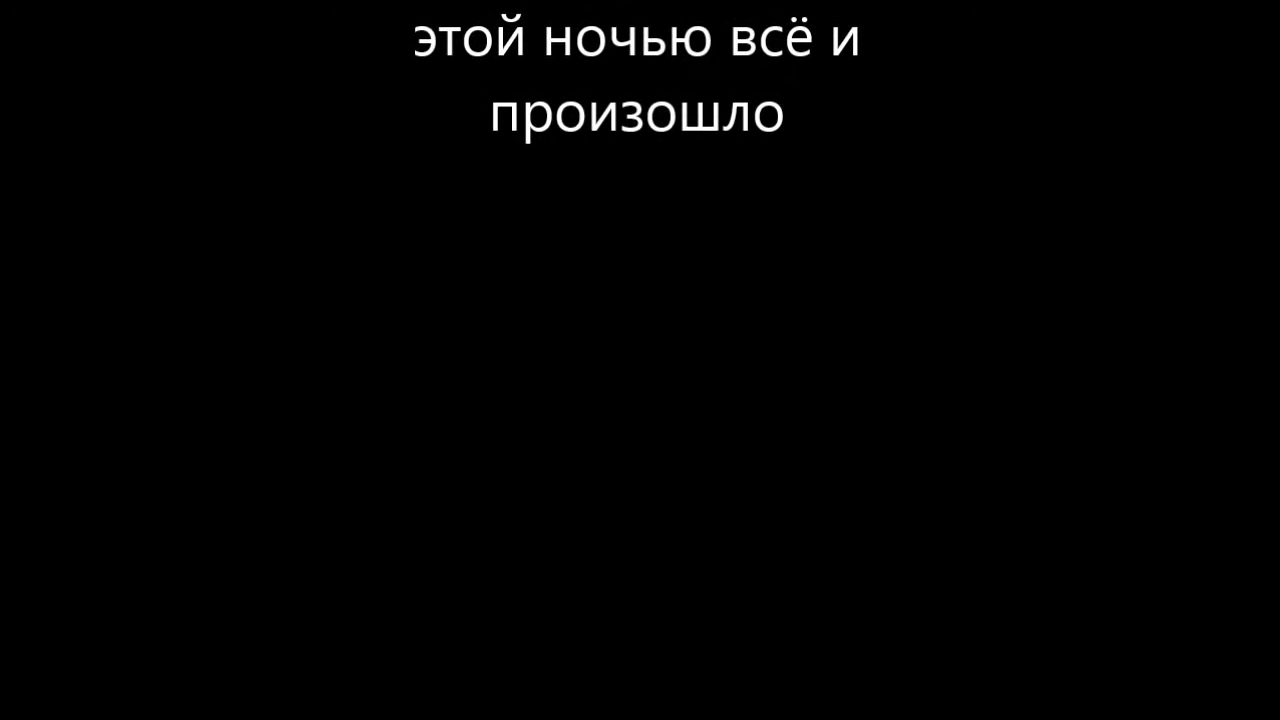 этой ночью всё и
произошло